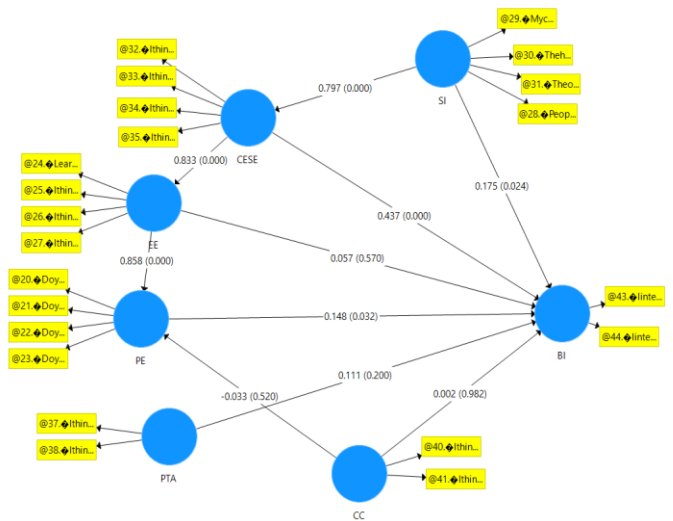 @29.�Myc...
@32.�Ithin...
@30.�Theh...
@33.�Ithin...
0.797 (0.000)
@31.�Theo...
SI
@34.�Ithin...
@28.�Peop...
@35.�Ithin...
CESE
0.833 (0.000)
@24.�Lear...
0.175 (0.024)
@25.�Ithin...
@26.�Ithin...
0.437 (0.000)
@27.�Ithin...
EE
0.858 (0.000)
0.057 (0.570)
@20.�Doy...
@43.�Iinte...
@21.�Doy...
0.148 (0.032)
@22.�Doy...
@44.�Iinte...
@23.�Doy...
PE
BI
0.111 (0.200)
-0.033 (0.520)
0.002 (0.982)
@37.�Ithin...
@38.�Ithin...
@40.�Ithin...
PTA
@41.�Ithin...
CC